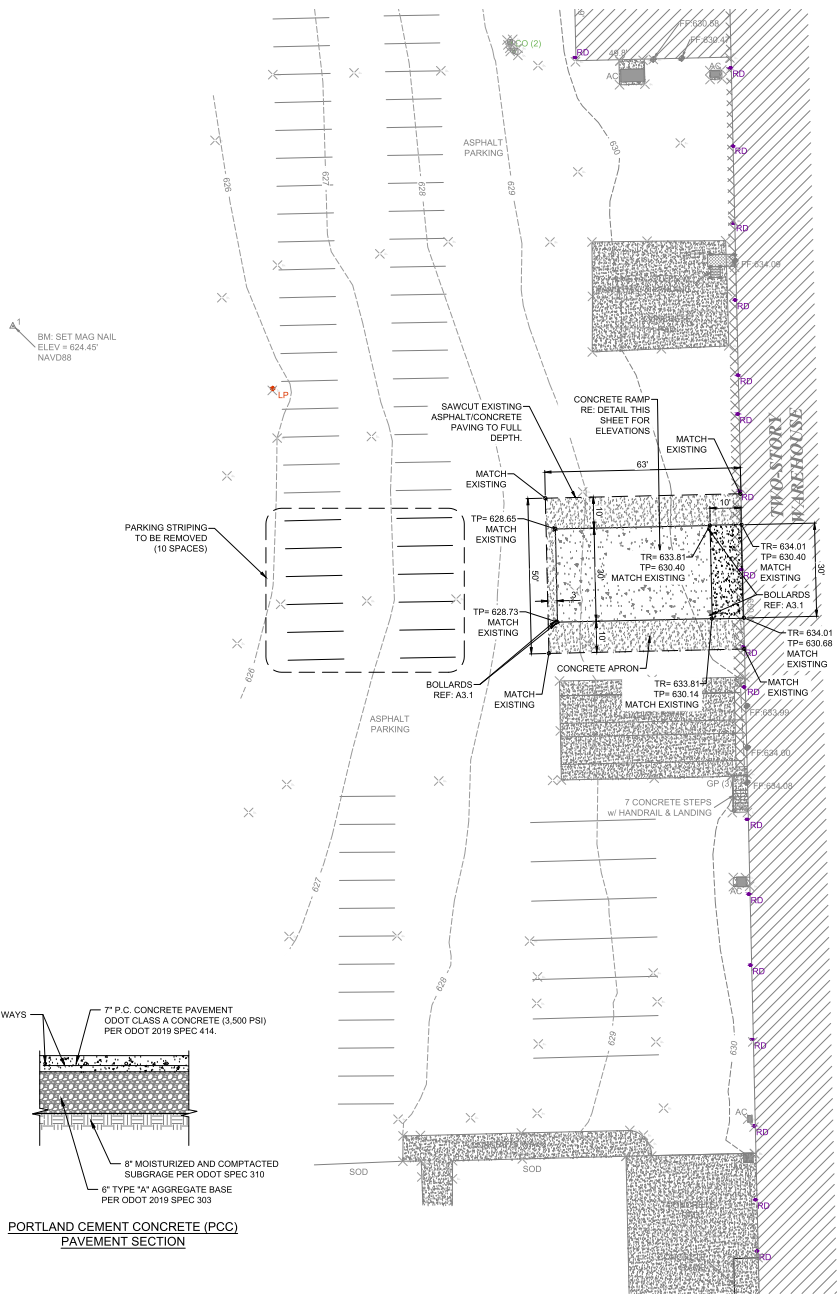 FF:630.58
CO (2)
RD
FF:630.4
49.8'
AC
AC
RD
ASPHALT
PARKING
630
RD
626
627
628
629
RD
FF:634.09
RD
1
BM: SET MAG NAIL
ELEV = 624.45'
NAVD88
RD
LP
SAWCUT EXISTING
ASPHALT/CONCRETE
PAVING TO FULL
DEPTH.
CONCRETE RAMP
RE: DETAIL THIS
SHEET FOR
ELEVATIONS
RD
TWO-STORY
WAREHOUSE
MATCH
EXISTING
MATCH
EXISTING
63'
RD
10'
10'
PARKING STRIPING
TO BE REMOVED
(10 SPACES)
TP= 628.65
MATCH
EXISTING
TR= 633.81
TP= 630.40
MATCH EXISTING
TR= 634.01
TP= 630.40
MATCH
EXISTING
RD
50'
30'
30'
3'
BOLLARDS
REF: A3.1
TP= 628.73
MATCH
EXISTING
10'
TR= 634.01
TP= 630.68
MATCH
EXISTING
RD
CONCRETE APRON
626
BOLLARDS
REF: A3.1
MATCH
EXISTING
TR= 633.81
TP= 630.14
MATCH EXISTING
MATCH
EXISTING
RD
FF:633.99
ASPHALT
PARKING
FF:634.00
GP (3)
FF:634.08
7 CONCRETE STEPS
w/ HANDRAIL & LANDING
RD
627
AC
RD
RD
628
629
630
RD
WAYS
7" P.C. CONCRETE PAVEMENT
ODOT CLASS A CONCRETE (3,500 PSI)
PER ODOT 2019 SPEC 414.
AC
RD
8" MOISTURIZED AND COMPTACTED
SUBGRAGE PER ODOT SPEC 310
SOD
SOD
6" TYPE "A" AGGREGATE BASE
PER ODOT 2019 SPEC 303
RD
PORTLAND CEMENT CONCRETE (PCC)
PAVEMENT SECTION
RD